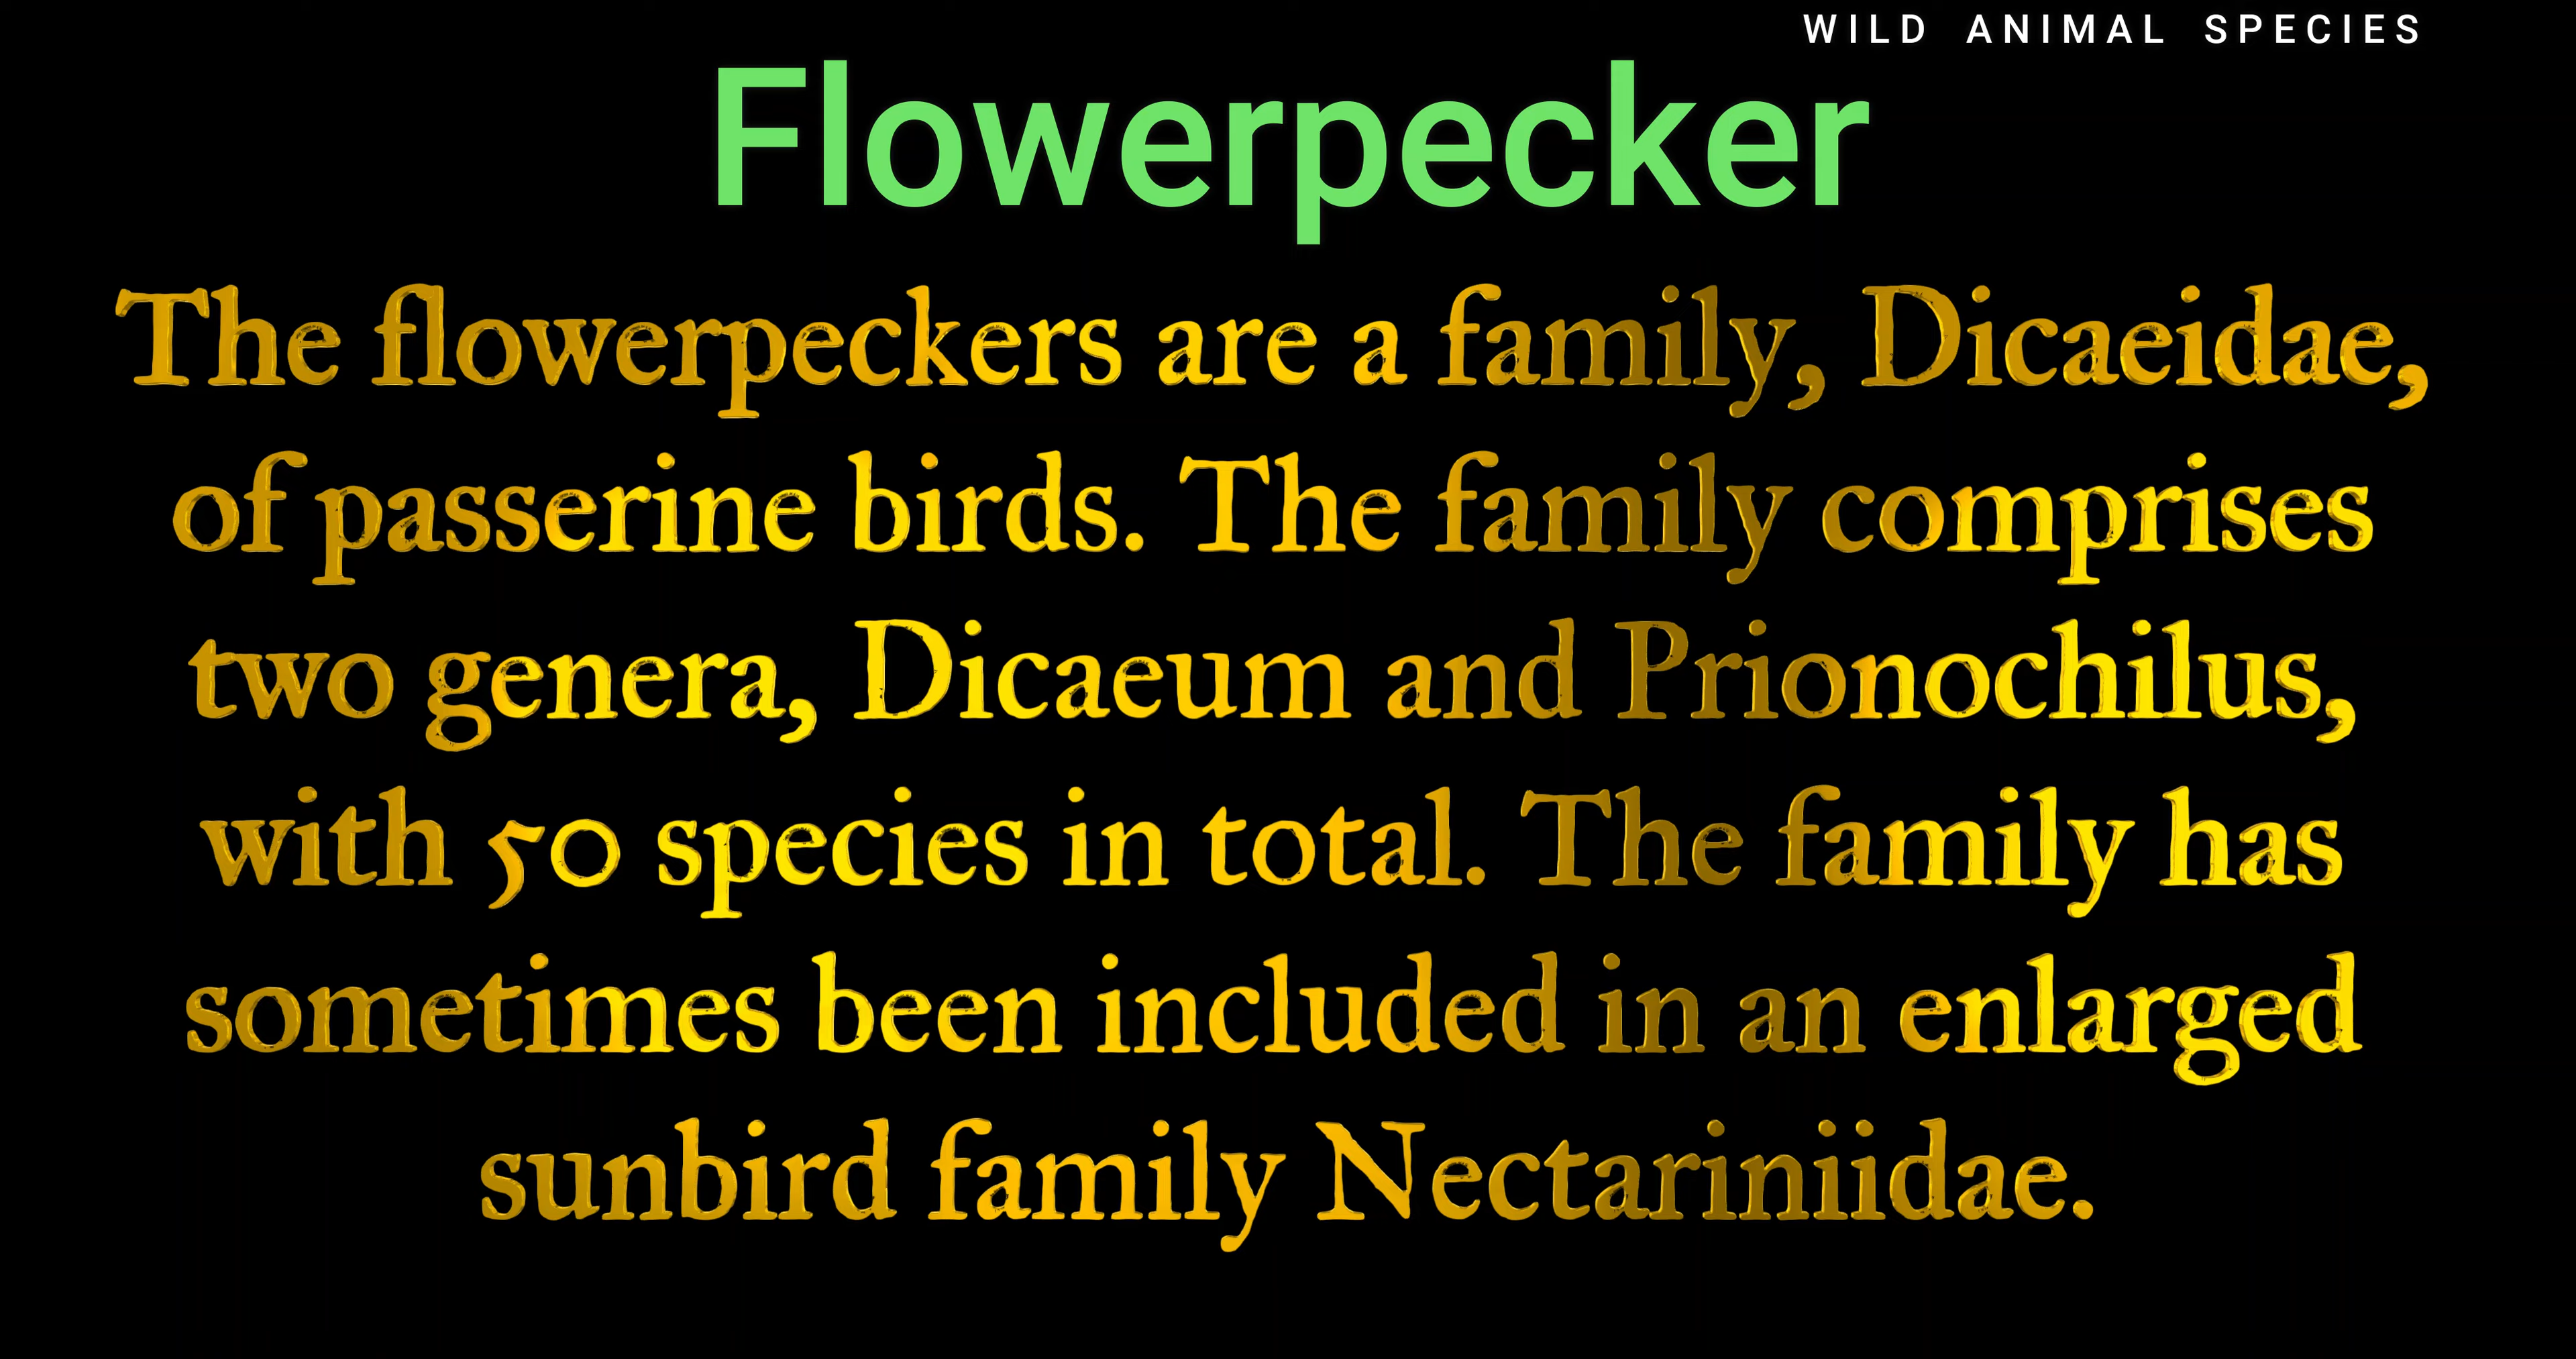 WILD ANIMAL SPECIES
Flowerpecker
The flowerpeckers are a family, Dicaeidae,
of passerine birds. The family comprises
two genera, Dicaeum and Prionochilus,
with 50 species in total. The family has
sometimes been included in an enlarged
sunbird family Nectariniidae.